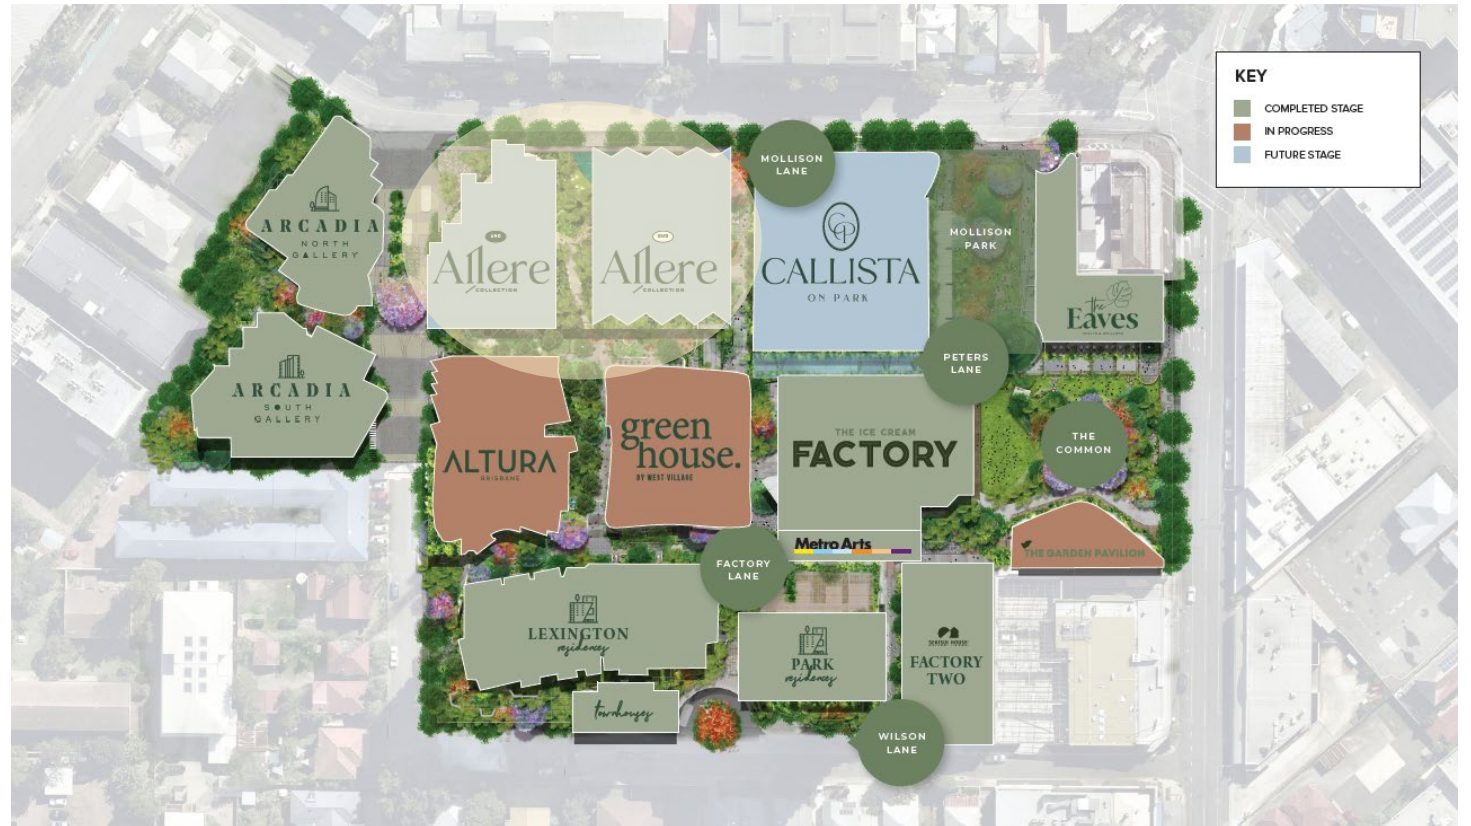 KEY
COMPLETED STAGE
IN PROGRESS
FUTURE STAGE
MOLLISON
LANE
ARCADIA
NORTH
GALLERY
ONE
Allere
COLLECTION
DUO
Allere
COLLECTION
CALLISTA
ON PARK
MOLLISON
PARK
the
Eaves
PETERS
LANE
ARCADIA
SOUTH
GALLERY
ALTURA
BRISBANE
green
house.
BY WEST VILLAGE
THE ICE CREAM
FACTORY
THE
COMMON
Metro Arts
THE GARDEN PAVILION
FACTORY
LANE
LEXINGTON
residences
PARK
residences
FACTORY
TWO
townhouses
WILSON
LANE